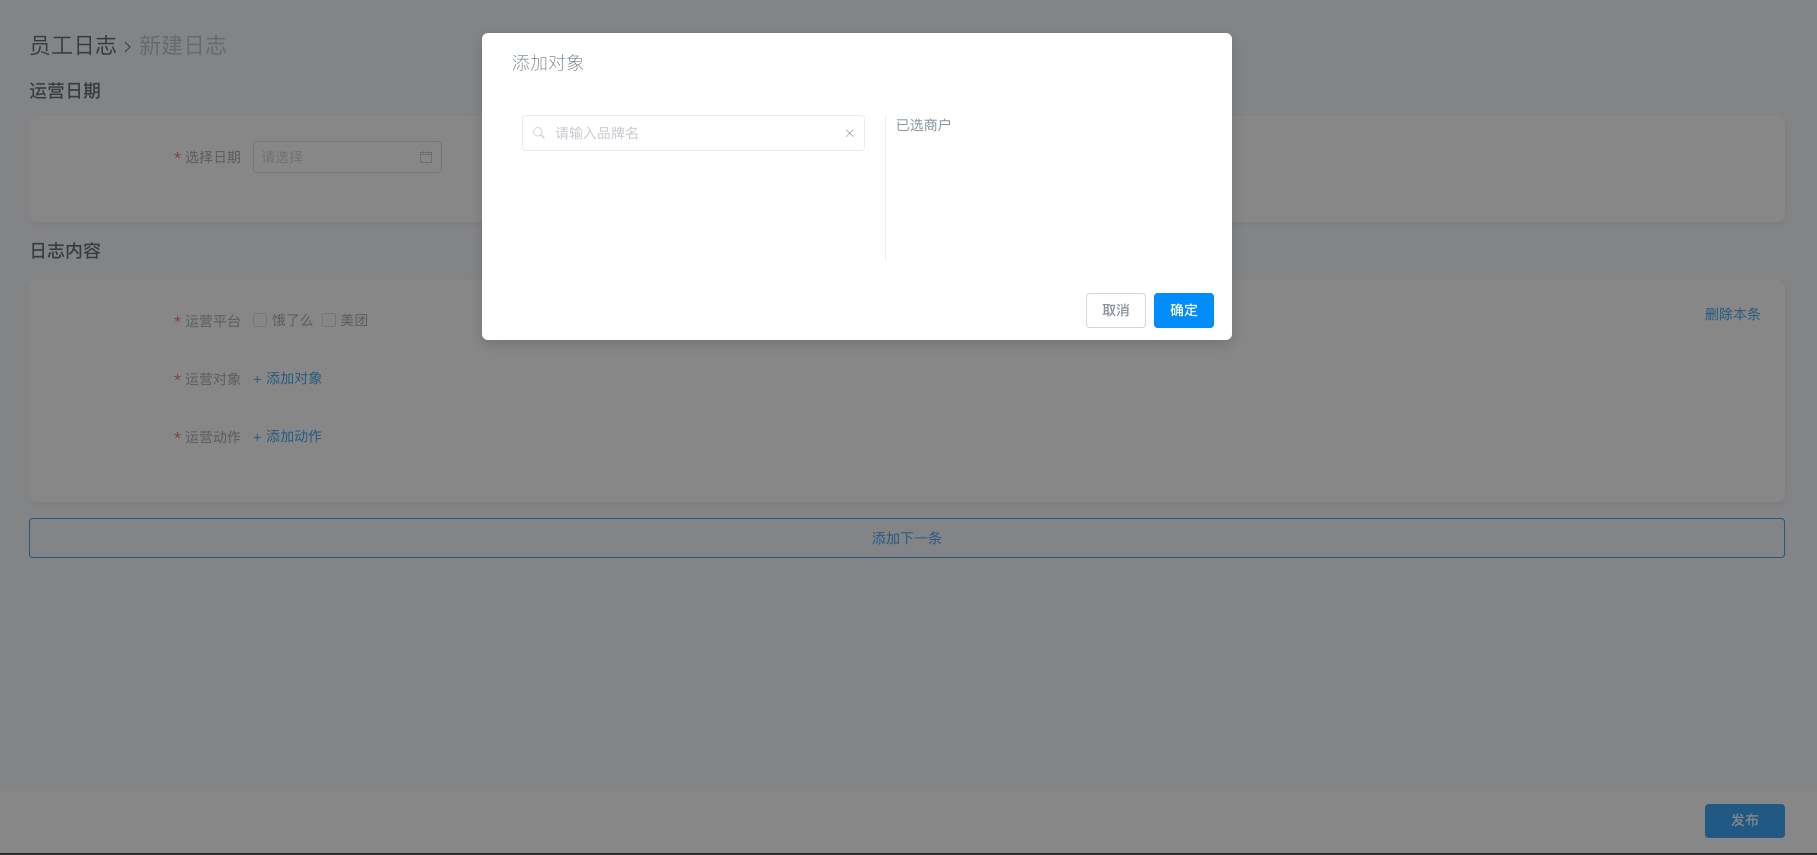 员工日志 > 新建日志
运营日期
* 选择日期 请选择
日志内容
* 运营平台 饿了么 美团
删除本条
* 运营对象 + 添加对象
* 运营动作 + 添加动作
添加下一条
发布
添加对象
请输入品牌名
已选商户
取消 确定